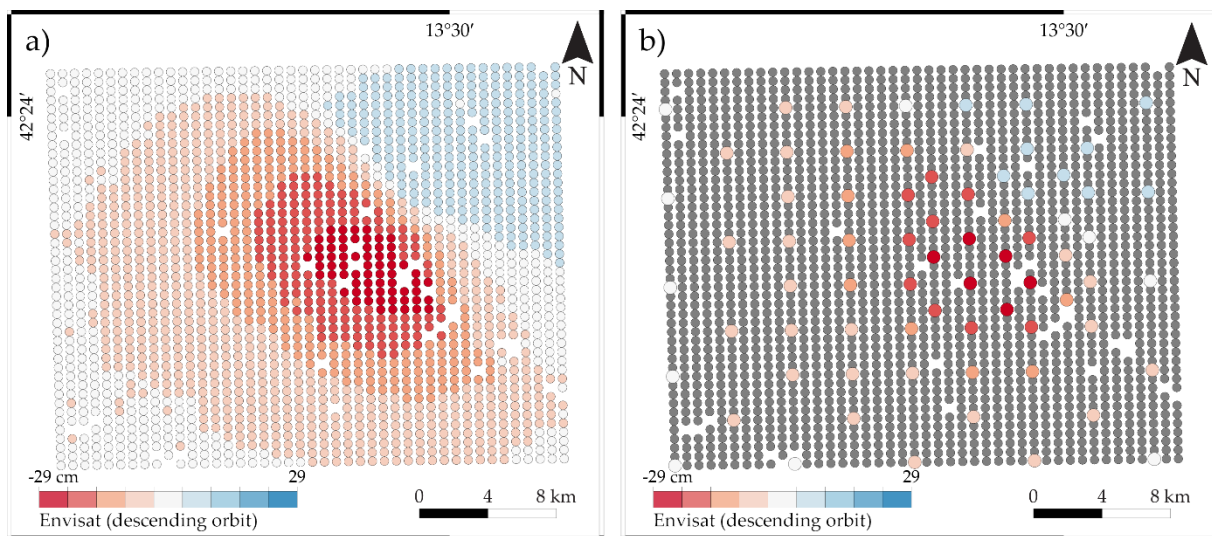 a)
13°30′
N
42°24′
-29 cm
29
Envisat (descending orbit)
0
4
8 km
b)
13°30′
N
42°24′
-29 cm
29
Envisat (descending orbit)
0
4
8 km